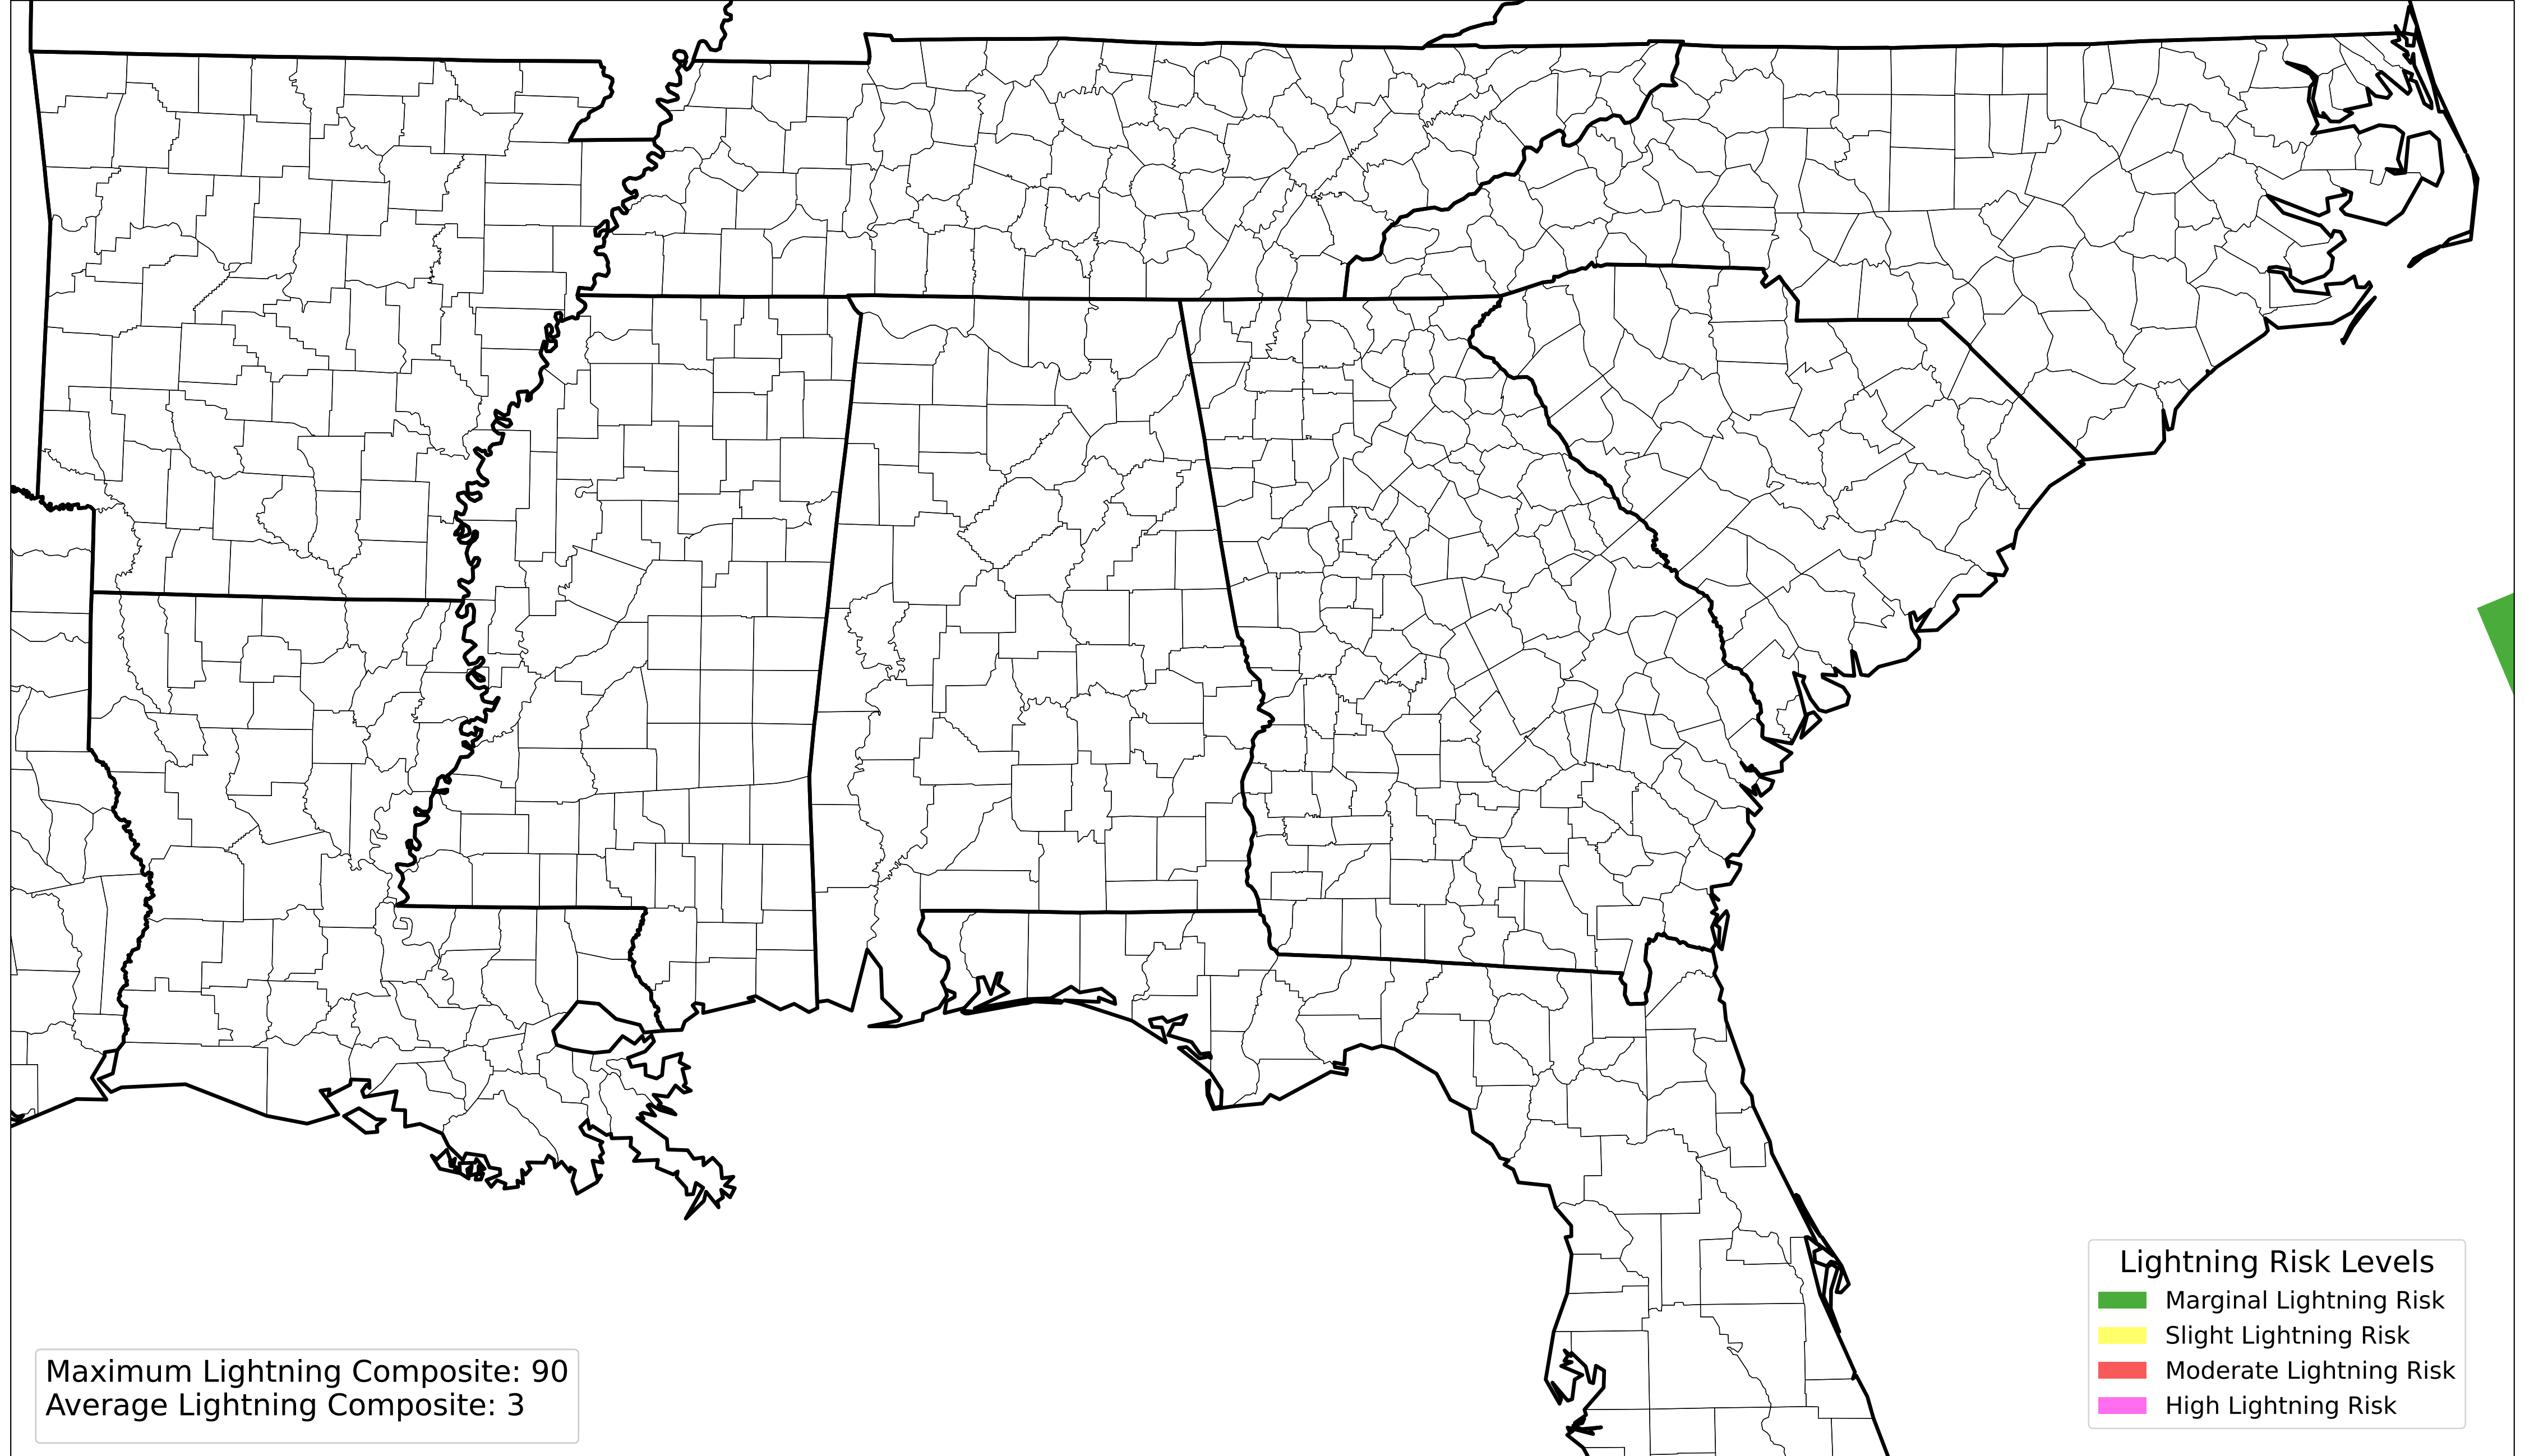 Lightning Risk Levels
Marginal Lightning Risk
Slight Lightning Risk
Moderate Lightning Risk
High Lightning Risk
Maximum Lightning Composite: 90
Average Lightning Composite: 3